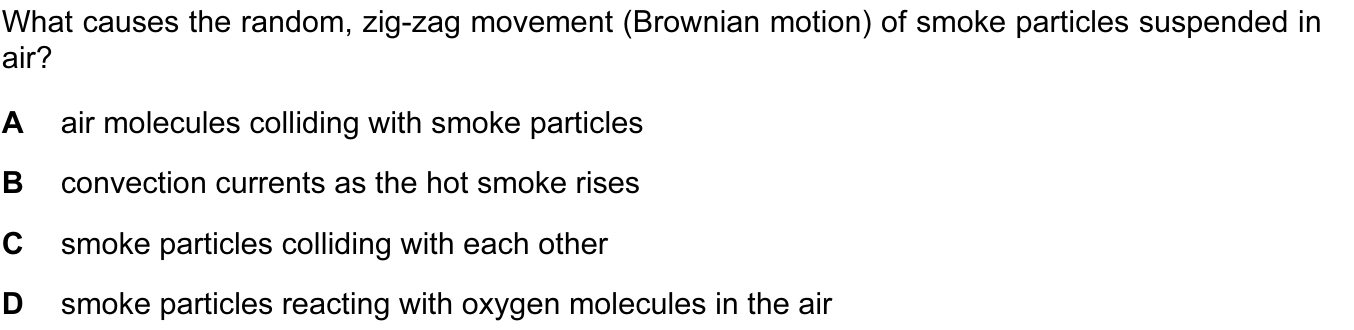 What causes the random, zig-zag movement (Brownian motion) of smoke particles suspended in
air?
A air molecules colliding with smoke particles
B convection currents as the hot smoke rises
C smoke particles colliding with each other
D smoke particles reacting with oxygen molecules in the air